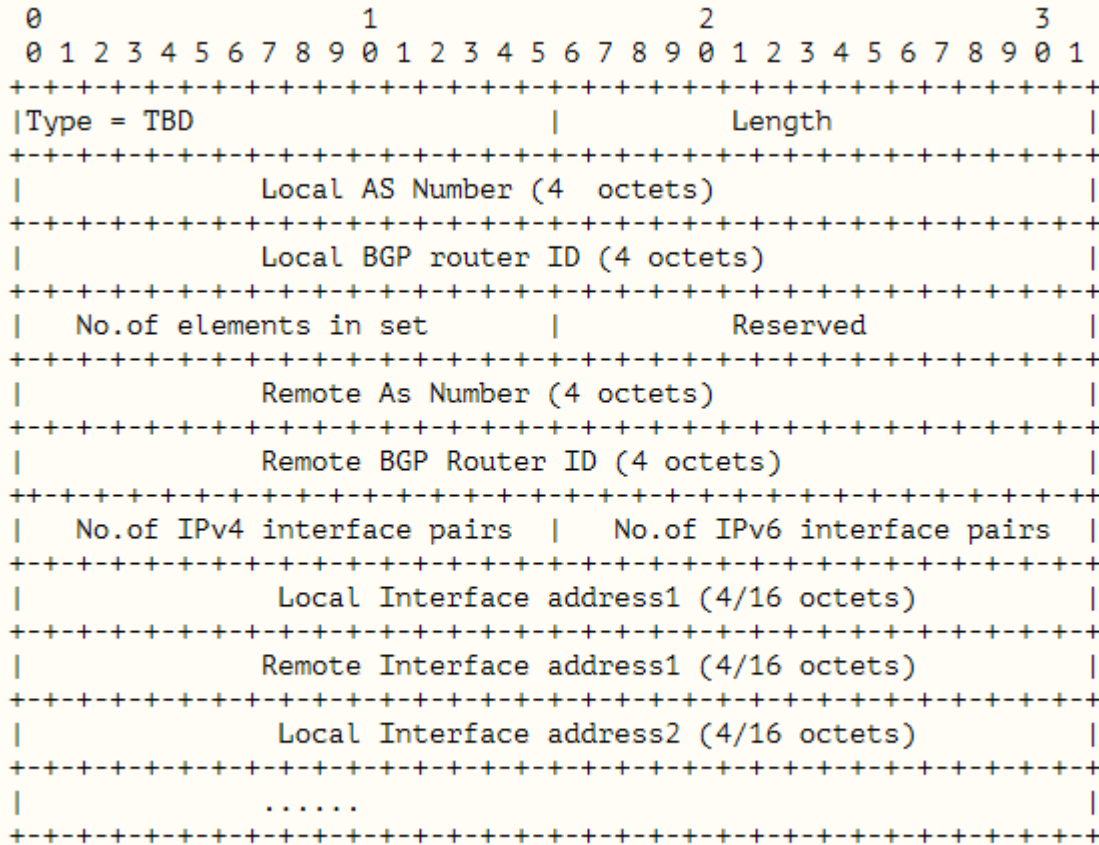 0                   1                   2                   3
0 1 2 3 4 5 6 7 8 9 0 1 2 3 4 5 6 7 8 9 0 1 2 3 4 5 6 7 8 9 0 1
+-+-+-+-+-+-+-+-+-+-+-+-+-+-+-+-+-+-+-+-+-+-+-+-+-+-+-+-+-+-+-+-+
|Type = TBD                     |          Length               |
+-+-+-+-+-+-+-+-+-+-+-+-+-+-+-+-+-+-+-+-+-+-+-+-+-+-+-+-+-+-+-+-+
|              Local AS Number (4  octets)                      |
+-+-+-+-+-+-+-+-+-+-+-+-+-+-+-+-+-+-+-+-+-+-+-+-+-+-+-+-+-+-+-+-+
|              Local BGP router ID (4 octets)                   |
+-+-+-+-+-+-+-+-+-+-+-+-+-+-+-+-+-+-+-+-+-+-+-+-+-+-+-+-+-+-+-+-+
|   No.of elements in set       |          Reserved             |
+-+-+-+-+-+-+-+-+-+-+-+-+-+-+-+-+-+-+-+-+-+-+-+-+-+-+-+-+-+-+-+-+
|              Remote As Number (4 octets)                      |
+-+-+-+-+-+-+-+-+-+-+-+-+-+-+-+-+-+-+-+-+-+-+-+-+-+-+-+-+-+-+-+-+
|              Remote BGP Router ID (4 octets)                  |
++-+-+-+-+-+-+-+-+-+-+-+-+-+-+-+-+-+-+-+-+-+-+-+-+-+-+-+-+-+-+-++
|   No.of IPv4 interface pairs  |   No.of IPv6 interface pairs  |
+-+-+-+-+-+-+-+-+-+-+-+-+-+-+-+-+-+-+-+-+-+-+-+-+-+-+-+-+-+-+-+-+
|               Local Interface address1 (4/16 octets)          |
+-+-+-+-+-+-+-+-+-+-+-+-+-+-+-+-+-+-+-+-+-+-+-+-+-+-+-+-+-+-+-+-+
|              Remote Interface address1 (4/16 octets)          |
+-+-+-+-+-+-+-+-+-+-+-+-+-+-+-+-+-+-+-+-+-+-+-+-+-+-+-+-+-+-+-+-+
|               Local Interface address2 (4/16 octets)          |
+-+-+-+-+-+-+-+-+-+-+-+-+-+-+-+-+-+-+-+-+-+-+-+-+-+-+-+-+-+-+-+-+
|              ......                                           |
+-+-+-+-+-+-+-+-+-+-+-+-+-+-+-+-+-+-+-+-+-+-+-+-+-+-+-+-+-+-+-+-+